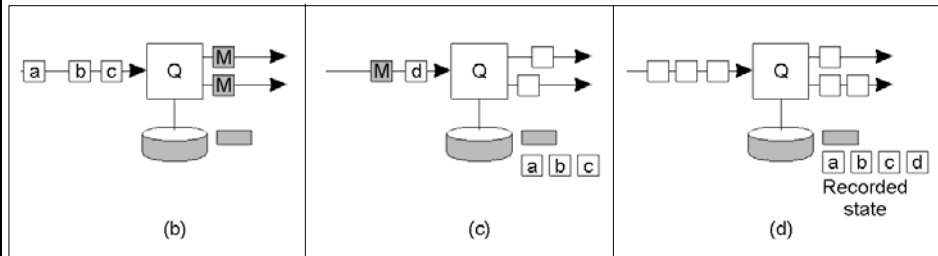 a b c Q M M
(b)
M d Q
a b c
(c)
Q
a b c d
Recorded
state
(d)